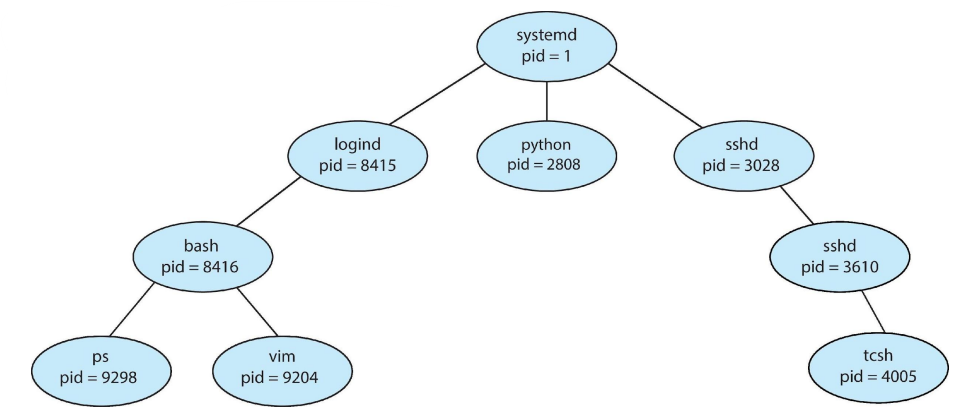 systemd
pid = 1
logind
pid = 8415
python
pid = 2808
sshd
pid = 3028
bash
pid = 8416
sshd
pid = 3610
ps
pid = 9298
vim
pid = 9204
tcsh
pid = 4005